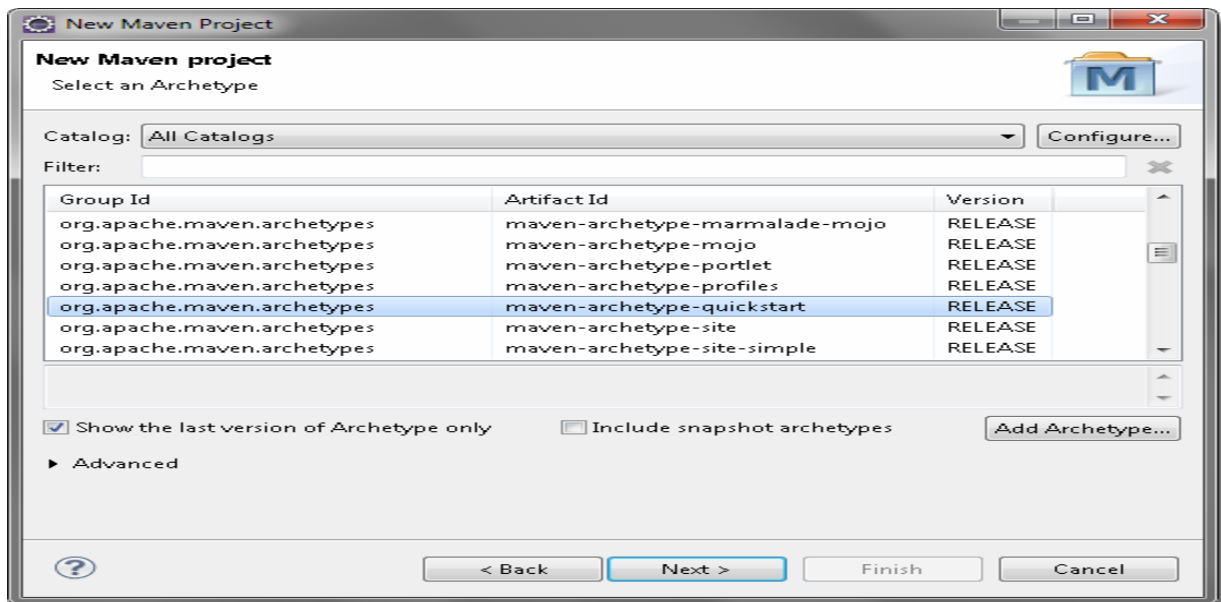 New Maven Project
New Maven project
Select an Archetype
M
Catalog: All Catalogs Configure...
Filter:
Group Id Artifact Id Version
org.apache.maven.archetypes maven-archetype-marmalade-mojo RELEASE
org.apache.maven.archetypes maven-archetype-mojo RELEASE
org.apache.maven.archetypes maven-archetype-portlet RELEASE
org.apache.maven.archetypes maven-archetype-profiles RELEASE
org.apache.maven.archetypes maven-archetype-quickstart RELEASE
org.apache.maven.archetypes maven-archetype-site RELEASE
org.apache.maven.archetypes maven-archetype-site-simple RELEASE
Show the last version of Archetype only Include snapshot archetypes Add Archetype...
Advanced
? < Back Next > Finish Cancel